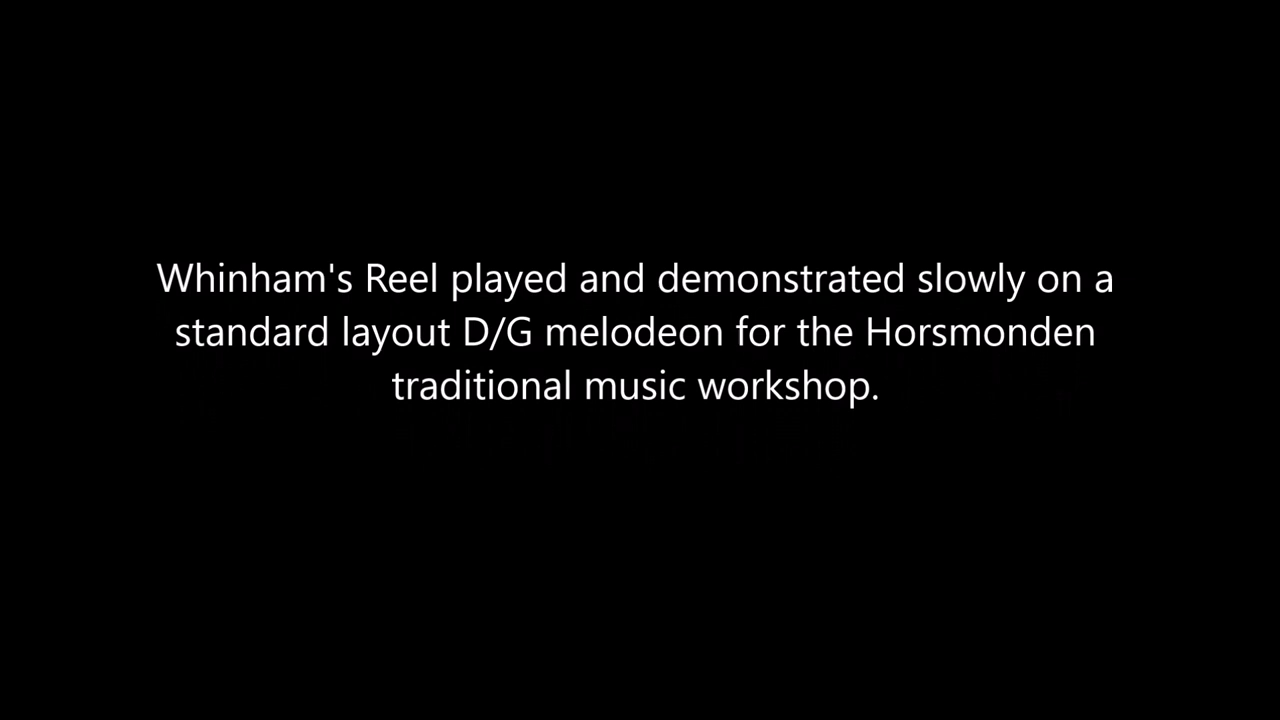 Whinham's Reel played and demonstrated slowly on a
standard layout D/G melodeon for the Horsmonden
traditional music workshop.